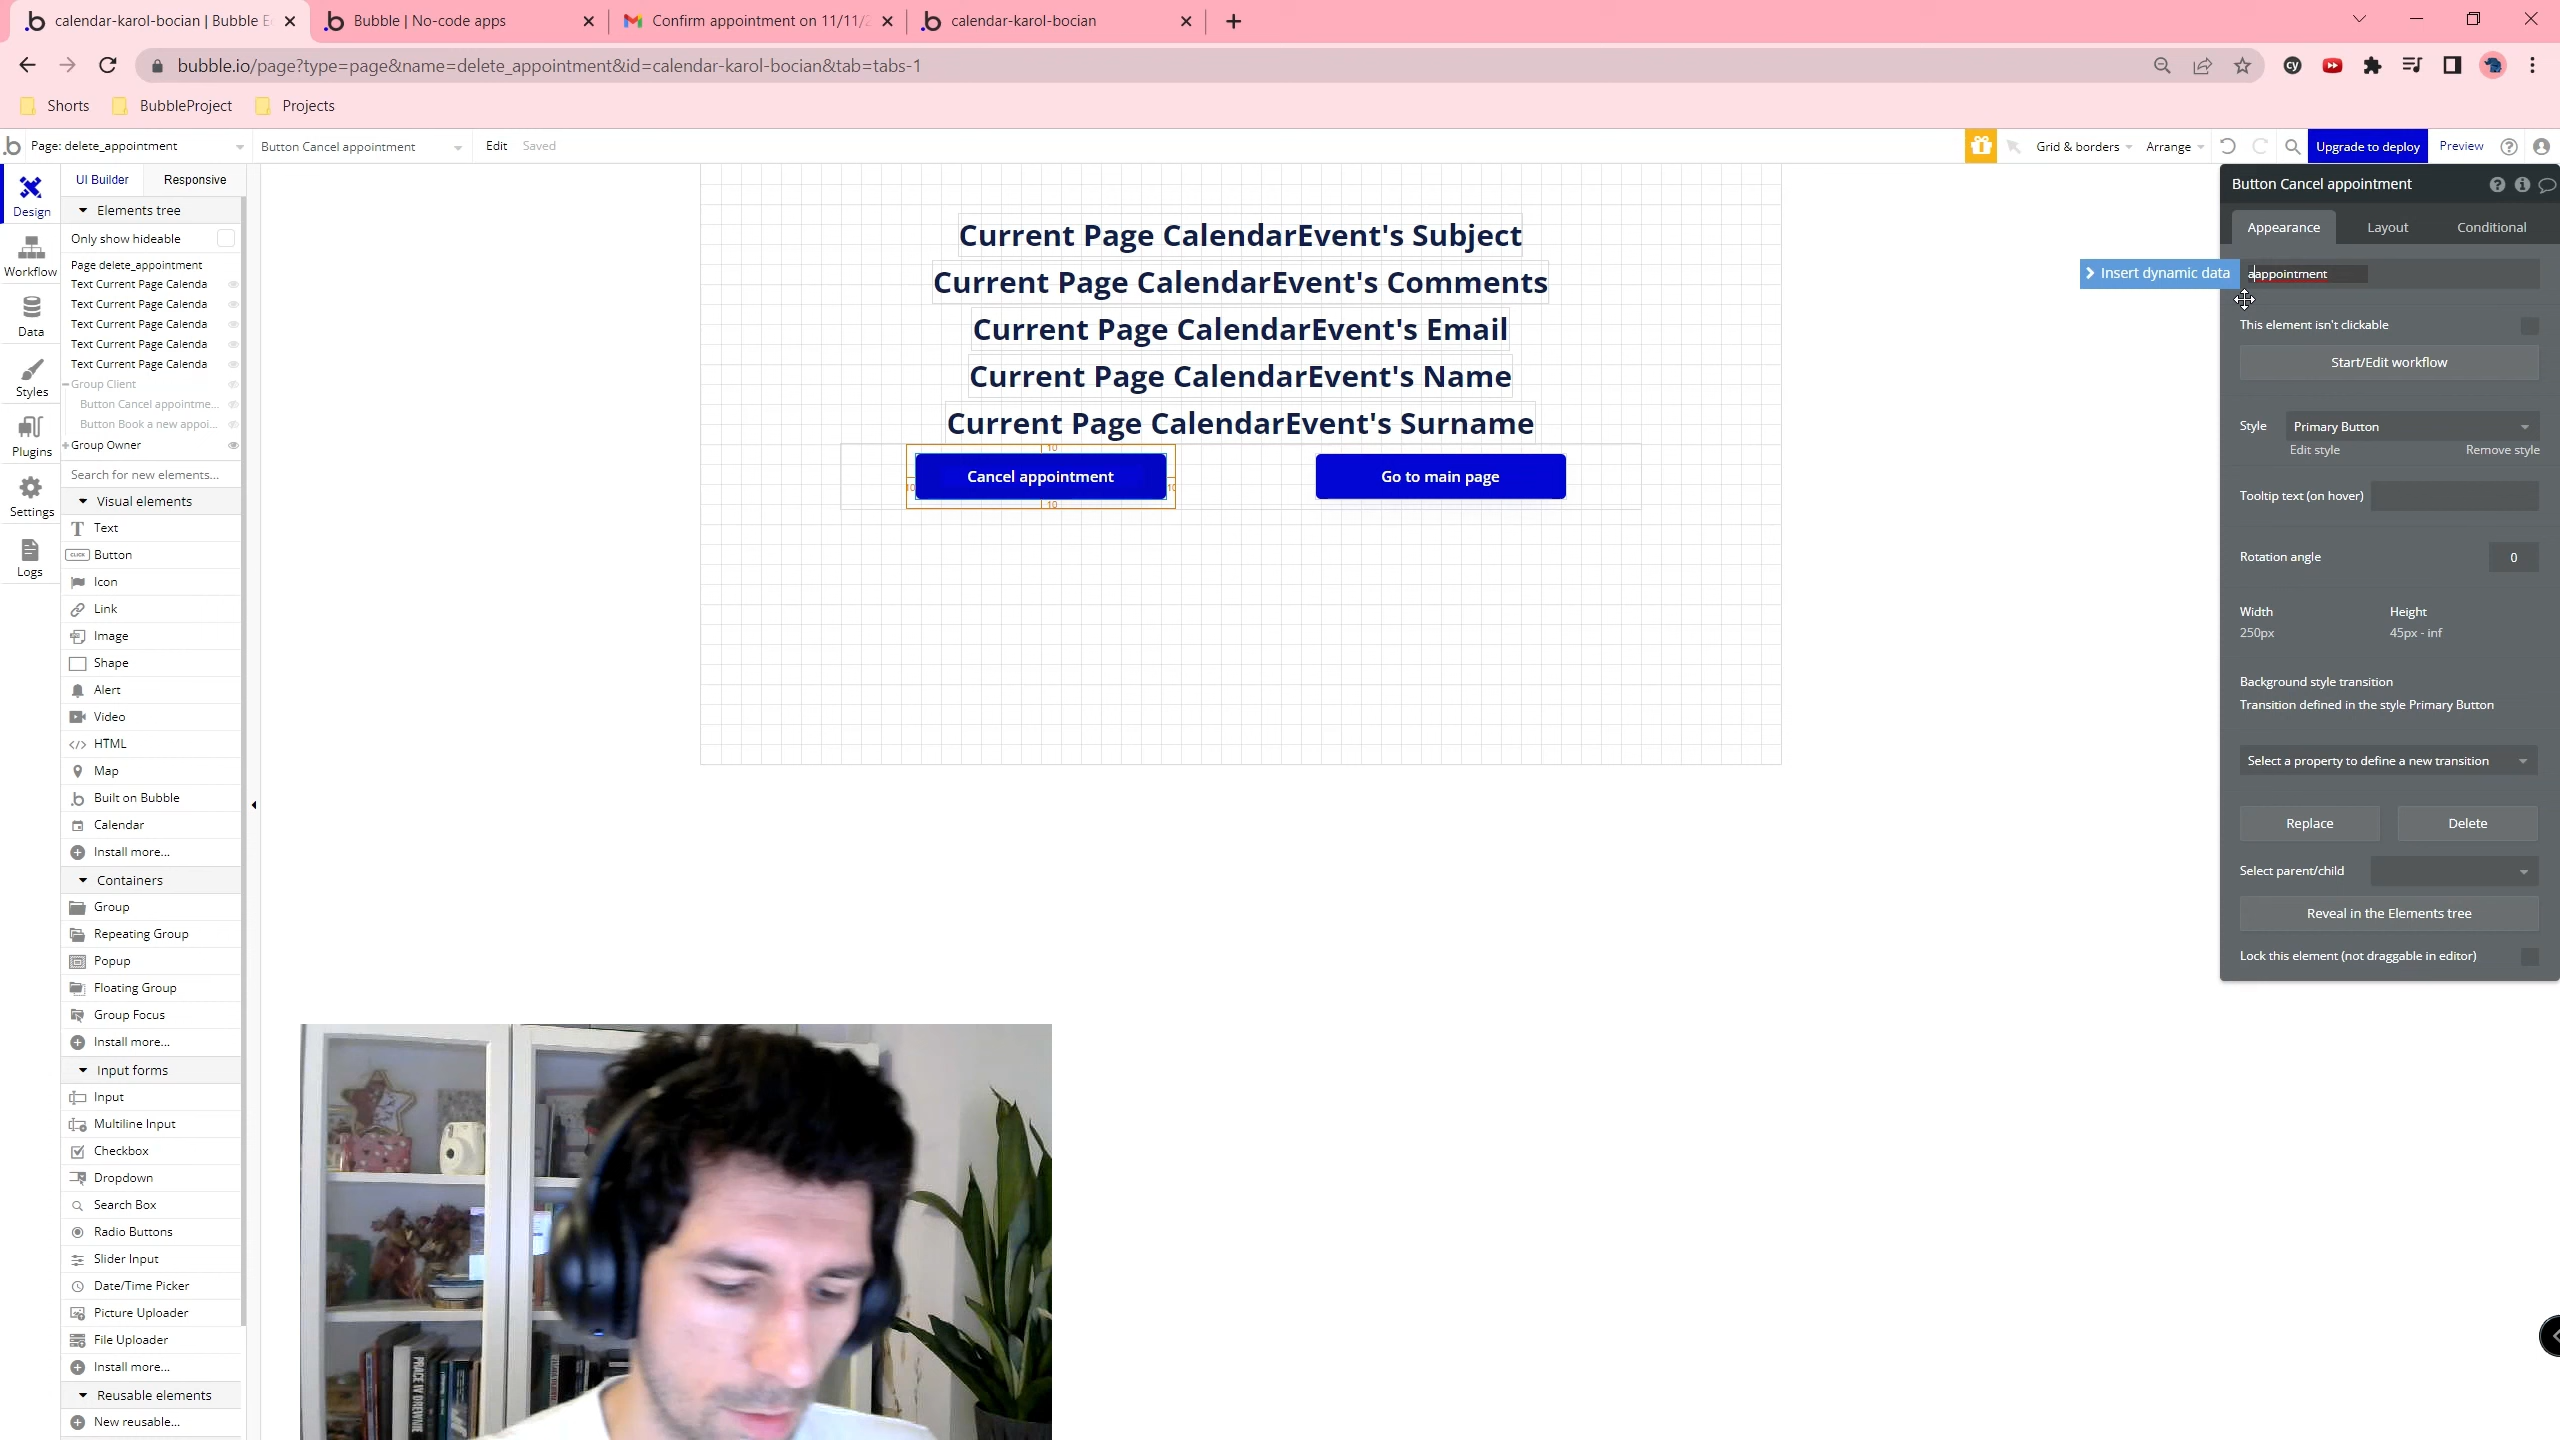 calendar-karol-bocian | Bubble E
Bubble | No-code apps
Confirm appointment on 11/11/2
calendar-karol-bocian
bubble.io/page?type=page&name=delete_appointment&id=calendar-karol-bocian&tab=tabs-1
Shorts
BubbleProject
Projects
Page: delete_appointment
Button Cancel appointment
Edit
Saved
Grid & borders
Arrange
Upgrade to deploy
Preview
Design
Workflow
Data
Styles
Plugins
Settings
Logs
UI Builder
Responsive
Elements tree
Only show hideable
Page delete_appointment
Text Current Page Calenda
Text Current Page Calenda
Text Current Page Calenda
Text Current Page Calenda
Text Current Page Calenda
Group Client
Button Cancel appointme...
Button Book a new appoi...
Group Owner
Search for new elements...
Visual elements
Text
CLICK Button
Icon
Link
Image
Shape
Alert
Video
HTML
Map
Built on Bubble
Calendar
Install more...
Containers
Group
Repeating Group
Popup
Floating Group
Group Focus
Install more...
Input forms
Input
Multiline Input
Checkbox
Dropdown
Search Box
Radio Buttons
Slider Input
Date/Time Picker
Picture Uploader
File Uploader
Install more...
Reusable elements
New reusable...
Current Page CalendarEvent's Subject
Current Page CalendarEvent's Comments
Current Page CalendarEvent's Email
Current Page CalendarEvent's Name
Current Page CalendarEvent's Surname
10
10
Cancel appointment
10
10
Go to main page
Button Cancel appointment
Appearance
Layout
Conditional
Insert dynamic data
aappointment
This element isn't clickable
Start/Edit workflow
Style
Primary Button
Edit style
Remove style
Tooltip text (on hover)
Rotation angle
0
Width
Height
250px
45px - inf
Background style transition
Transition defined in the style Primary Button
Select a property to define a new transition
Replace
Delete
Select parent/child
Reveal in the Elements tree
Lock this element (not draggable in editor)
PRACE W DREWNIE